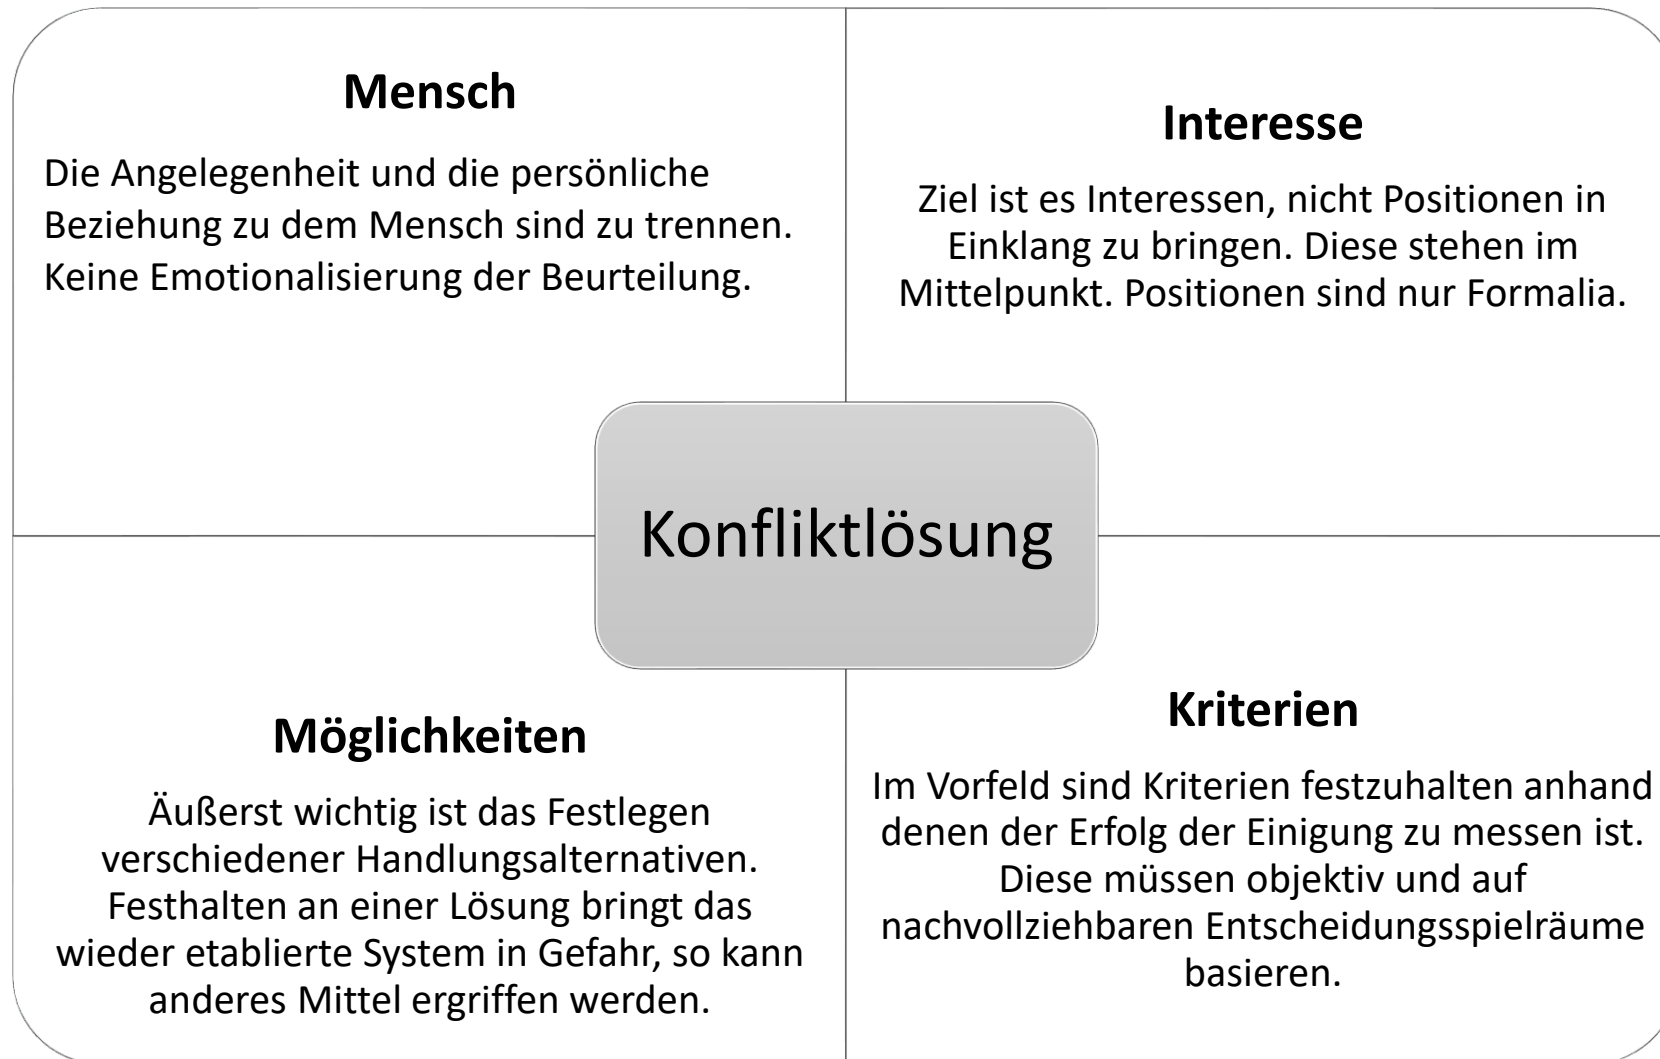 Mensch
Die Angelegenheit und die persönliche
Beziehung zu dem Mensch sind zu trennen.
Keine Emotionalisierung der Beurteilung.
Interesse
Ziel ist es Interessen, nicht Positionen in
Einklang zu bringen. Diese stehen im
Mittelpunkt. Positionen sind nur Formalia.
Konfliktlösung
Möglichkeiten
Äußerst wichtig ist das Festlegen
verschiedener Handlungsalternativen.
Festhalten an einer Lösung bringt das
wieder etablierte System in Gefahr, so kann
anderes Mittel ergriffen werden.
Kriterien
Im Vorfeld sind Kriterien festzuhalten anhand
denen der Erfolg der Einigung zu messen ist.
Diese müssen objektiv und auf
nachvollziehbaren Entscheidungsspielräume
basieren.